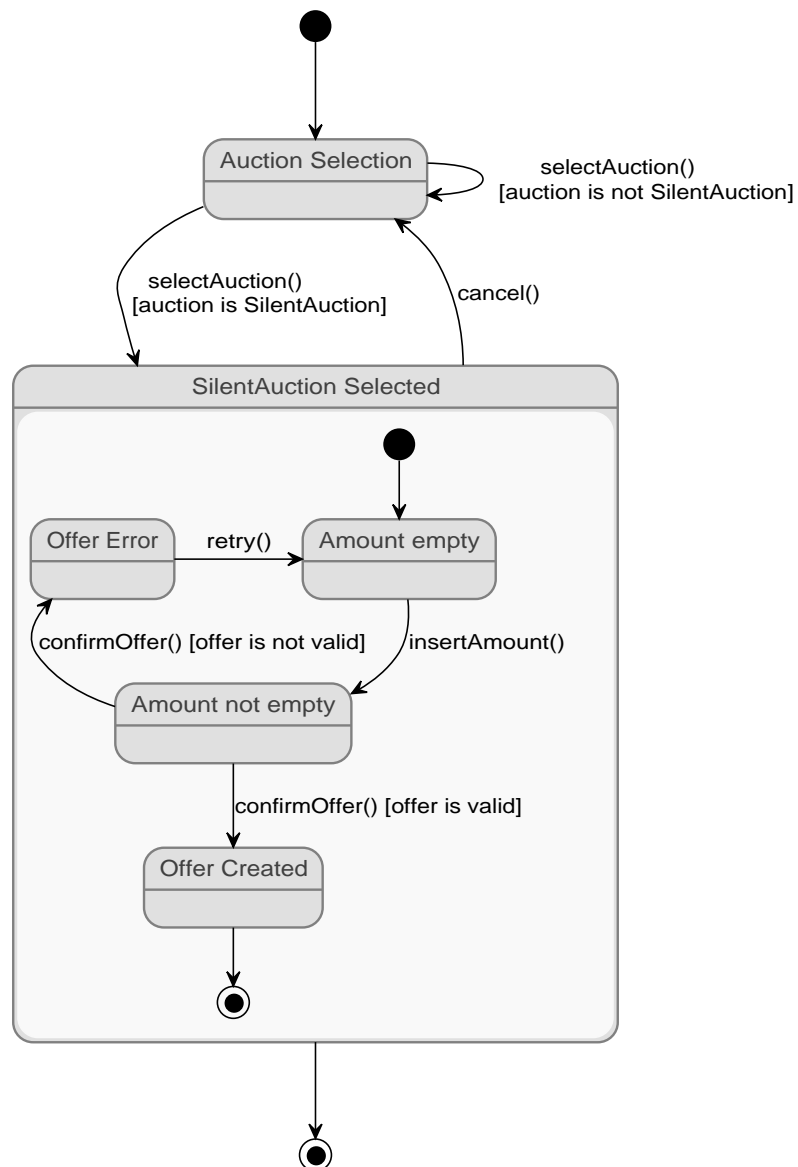 Auction Selection
selectAuction()
[auction is not SilentAuction]
selectAuction()
[auction is SilentAuction]
cancel()
SilentAuction Selected
Offer Error
retry()
Amount empty
confirmOffer() [offer is not valid]
insertAmount()
Amount not empty
confirmOffer() [offer is valid]
Offer Created